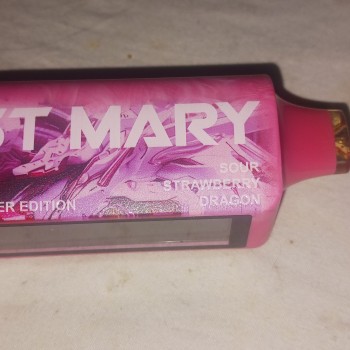 ST MARY
SOUR
STRAWBERRY
DRAGON
ER EDITION